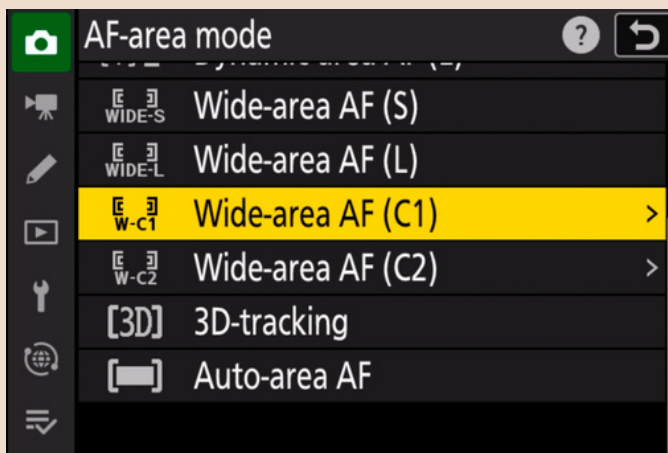 AF-area mode ?
WIDE-S Wide-area AF (S)
WIDE-L Wide-area AF (L)
W-C1 Wide-area AF (C1) >
W-C2 Wide-area AF (C2) >
[3D] 3D-tracking
Auto-area AF